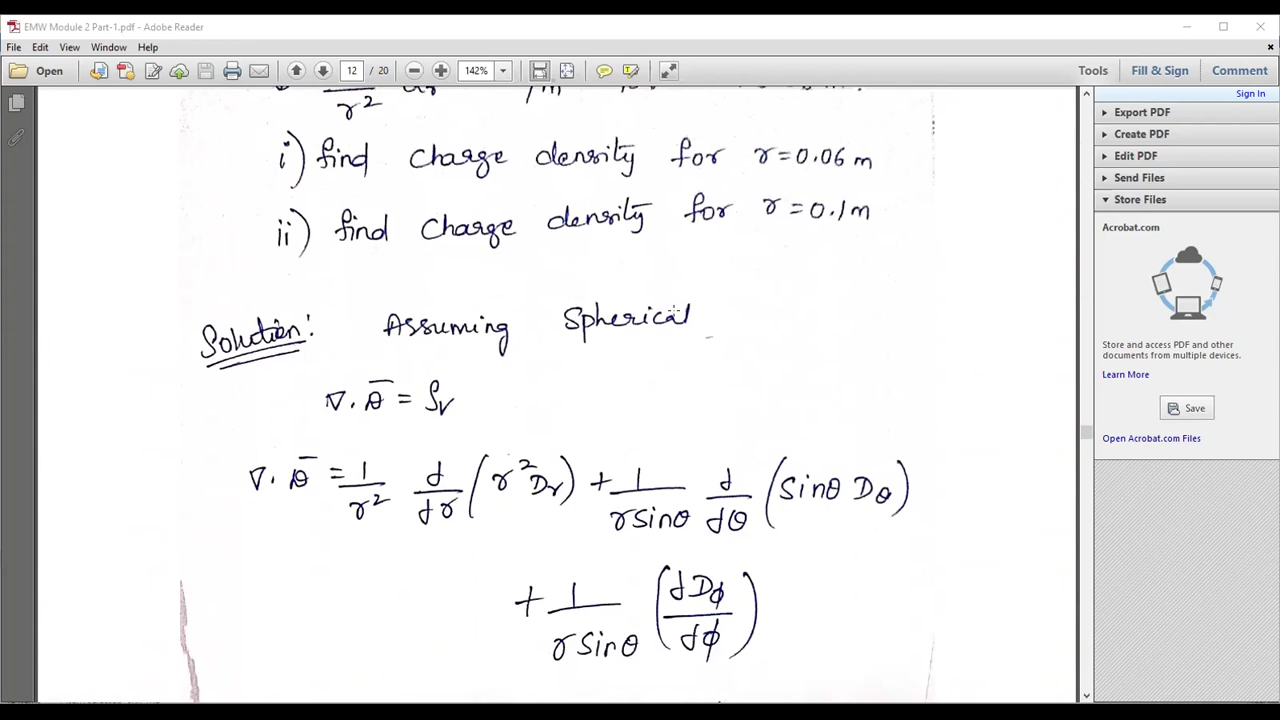 EMW Module 2 Part-1.pdf - Adobe Reader
File Edit View Window Help
Open 12 / 20 142% Tools Fill & Sign Comment
Sign In
Export PDF
Create PDF
Edit PDF
Send Files
Store Files
Acrobat.com
Store and access PDF and other
documents from multiple devices.
Learn More
Save
Open Acrobat.com Files
r²
i) find charge density for r=0.06 m
ii) find charge density for r=0.1m
Solution: Assuming Spherical
∇. D̅ = ρv
∇. D̅ = 1/r² d/dr (r² Dr) + 1/r sinθ d/dθ (sinθ Dθ)
+ 1/r sinθ (dDϕ/dϕ)